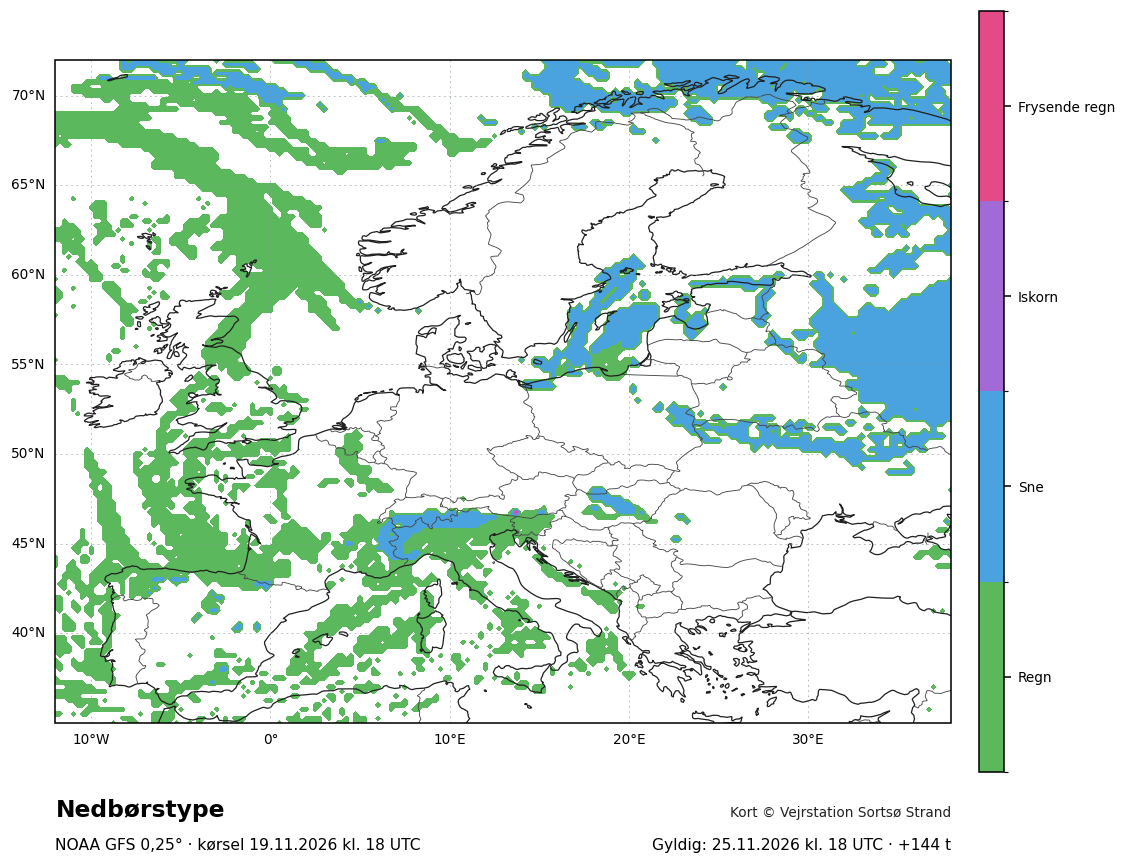 Frysende regn
Iskorn
Sne
Regn
70°N
65°N
60°N
55°N
50°N
45°N
40°N
10°W
0°
10°E
20°E
30°E
Nedbørstype
Kort © Vejrstation Sortsø Strand
NOAA GFS 0,25° · kørsel 19.11.2026 kl. 18 UTC
Gyldig: 25.11.2026 kl. 18 UTC · +144 t